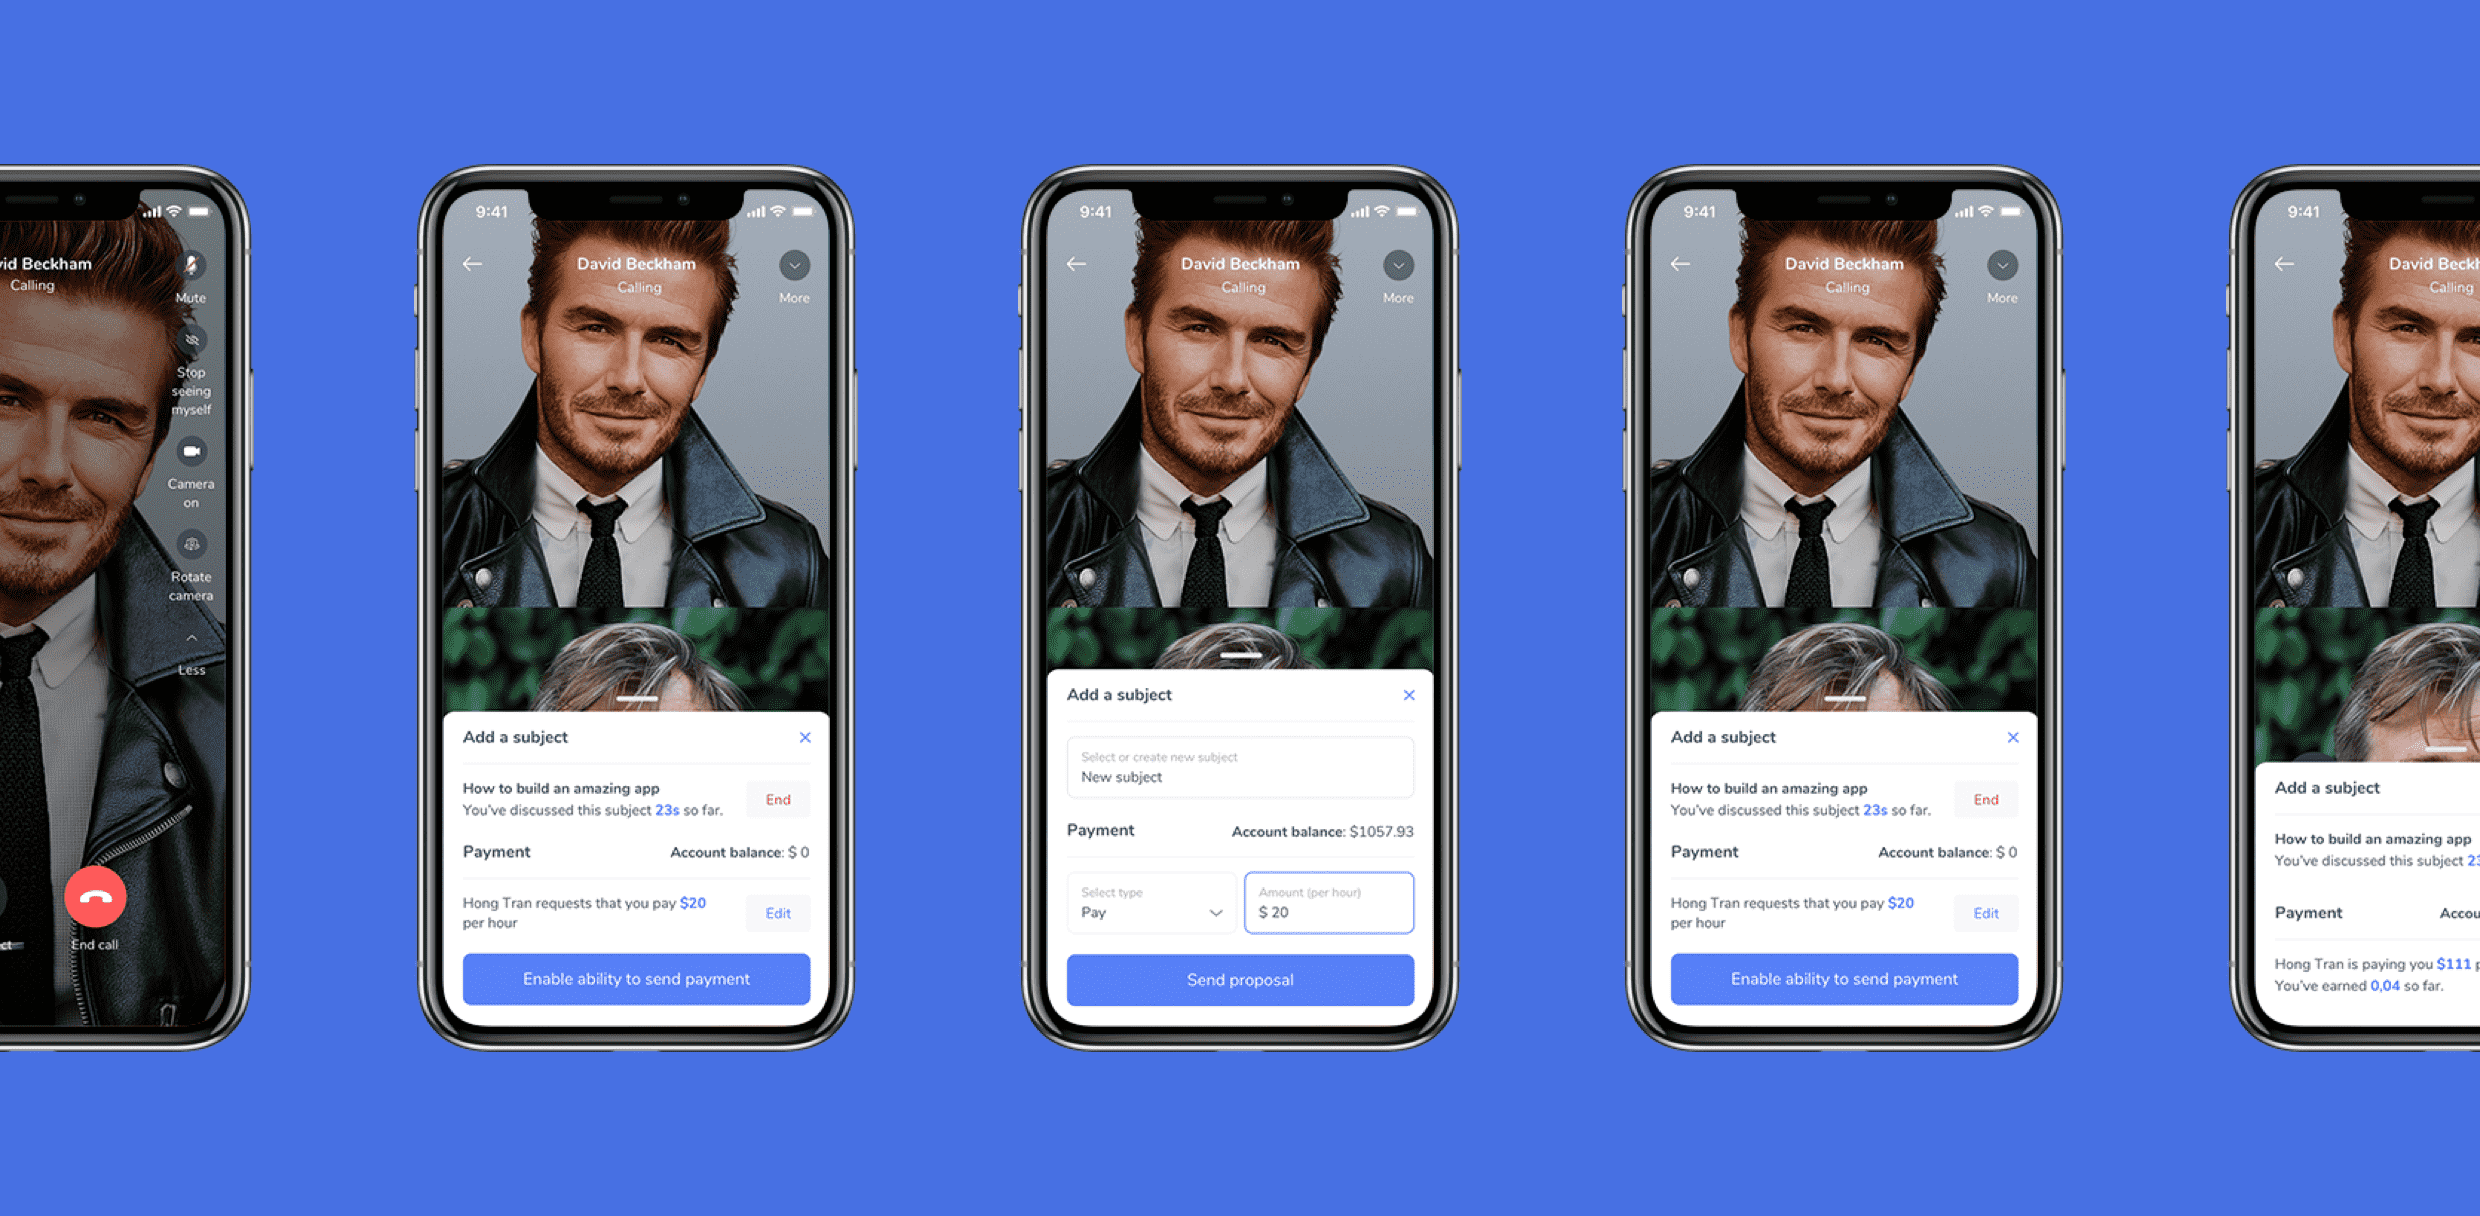 David Beckham
Calling
Mute
Stop
seeing
myself
Camera
on
Rotate
camera
Less
End call
9:41
David Beckham
Calling
More
Add a subject
How to build an amazing app
End
You've discussed this subject 23s so far.
Payment
Account balance: $ 0
Hong Tran requests that you pay $20
per hour
Edit
Enable ability to send payment
9:41
David Beckham
Calling
More
Add a subject
Select or create new subject
New subject
Payment
Account balance: $1057.93
Select type
Pay
Amount (per hour)
$ 20
Send proposal
9:41
David Beckham
Calling
More
Add a subject
How to build an amazing app
End
You've discussed this subject 23s so far.
Payment
Account balance: $ 0
Hong Tran requests that you pay $20
per hour
Edit
Enable ability to send payment
9:41
David
Calling
Add a subject
How to build an amazing app
You've discussed this subject
Payment
Hong Tran is paying you $111
You've earned 0,04 so far.